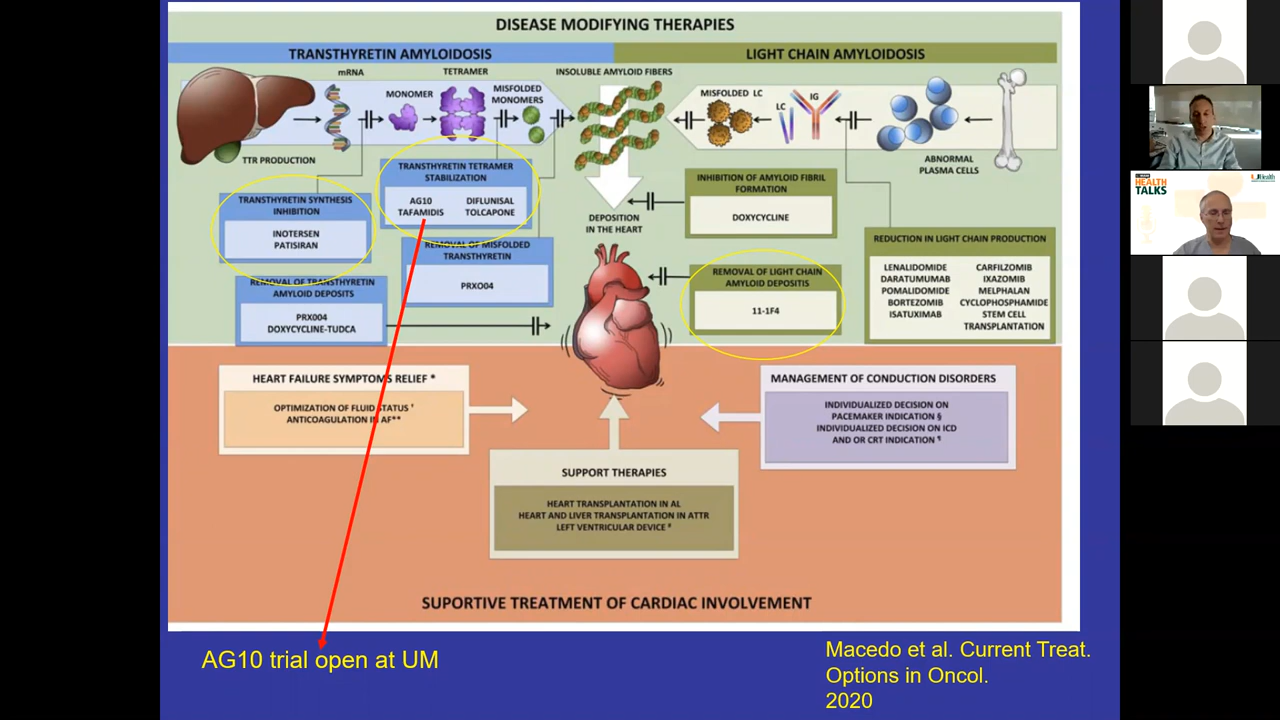 DISEASE MODIFYING THERAPIES
TRANSTHYRETIN AMYLOIDOSIS
LIGHT CHAIN AMYLOIDOSIS
mRNA
TETRAMER
INSOLUBLE AMYLOID FIBERS
MONOMER
MISFOLDED
MONOMERS
MISFOLDED LC
LC
IG
TTR PRODUCTION
ABNORMAL
PLASMA CELLS
TRANSTHYRETIN TETRAMER
STABILIZATION
AG10
TAFAMIDIS
DIFLUNISAL
TOLCAPONE
TRANSTHYRETIN SYNTHESIS
INHIBITION
INOTERSEN
PATISIRAN
REMOVAL OF MISFOLDED
TRANSTHYRETIN
PRXO04
REMOVAL OF TRANSTHYRETIN
AMYLOID DEPOSITS
PRX004
DOXYCYCLINE-TUDCA
DEPOSITION
IN THE HEART
INHIBITION OF AMYLOID FIBRIL
FORMATION
DOXYCYCLINE
REMOVAL OF LIGHT CHAIN
AMYLOID DEPOSITIS
11-1F4
REDUCTION IN LIGHT CHAIN PRODUCTION
LENALIDOMIDE
DARATUMUMAB
POMALIDOMIDE
BORTEZOMIB
ISATUXIMAB
CARFILZOMIB
IXAZOMIB
MELPHALAN
CYCLOPHOSPHAMIDE
STEM CELL
TRANSPLANTATION
HEART FAILURE SYMPTOMS RELIEF *
OPTIMIZATION OF FLUID STATUS †
ANTICOAGULATION IN AF**
MANAGEMENT OF CONDUCTION DISORDERS
INDIVIDUALIZED DECISION ON
PACEMAKER INDICATION §
INDIVIDUALIZED DECISION ON ICD
AND OR CRT INDICATION ¶
SUPPORT THERAPIES
HEART TRANSPLANTATION IN AL
HEART AND LIVER TRANSPLANTATION IN ATTR
LEFT VENTRICULAR DEVICE #
SUPORTIVE TREATMENT OF CARDIAC INVOLVEMENT
AG10 trial open at UM
Macedo et al. Current Treat.
Options in Oncol.
2020
HEALTH
TALKS
UHealth